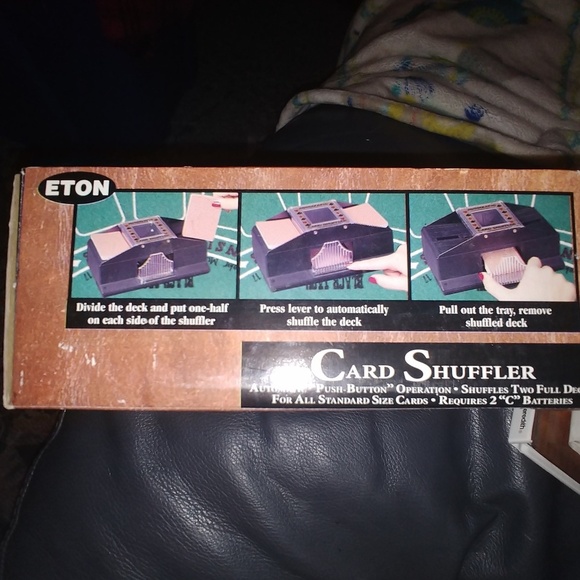 ETON
Divide the deck and put one-half
on each side of the shuffler
Press lever to automatically
shuffle the deck
Pull out the tray, remove
shuffled deck
CARD SHUFFLER
"PUSH-BUTTON" OPERATION • SHUFFLES TWO FULL DEC
FOR ALL STANDARD SIZE CARDS • REQUIRES 2 "C" BATTERIES